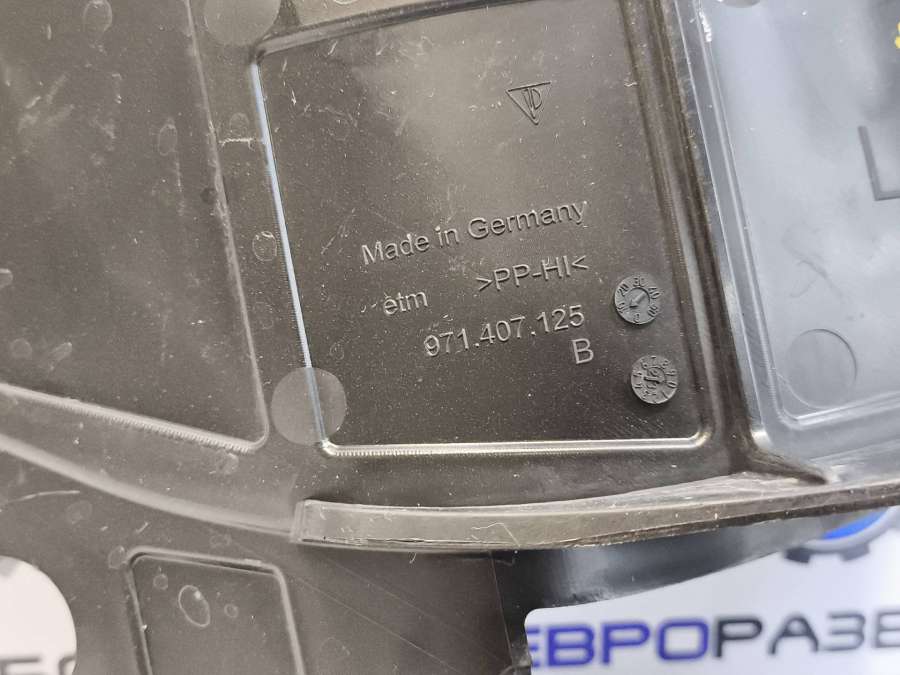 Made in Germany
>PP-HI<
etm
971.407.125
B
L
ЕВРОРАЗБ